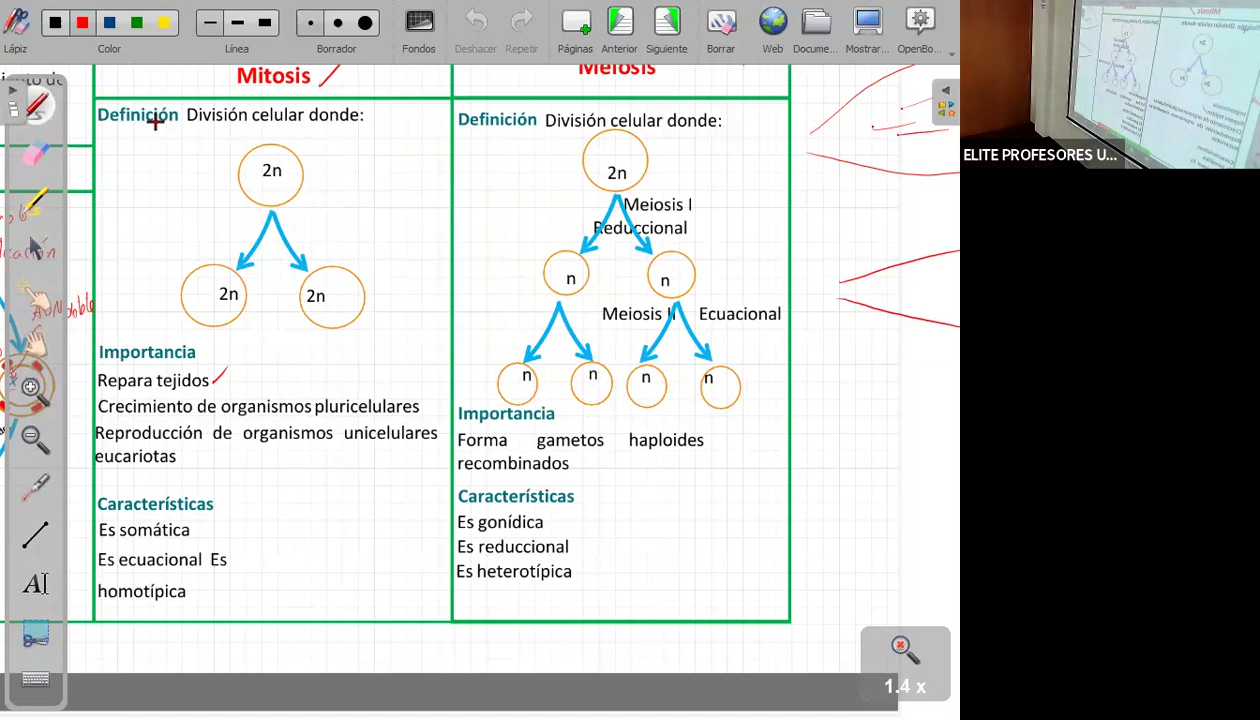 Lápiz
Color
Línea
Borrador
Fondos
Deshacer
Repetir
Páginas
Anterior
Siguiente
Borrar
Web
Docume...
Mostrar...
OpenBo...
Mitosis
Definición División celular donde:
2n
2n 2n
Importancia
Repara tejidos
Crecimiento de organismos pluricelulares
Reproducción de organismos unicelulares
eucariotas
Características
Es somática
Es ecuacional Es
homotípica
Meiosis
Definición División celular donde:
2n
Meiosis I
Reduccional
n n
Meiosis II Ecuacional
n n n n
Importancia
Forma gametos haploides
recombinados
Características
Es gonídica
Es reduccional
Es heterotípica
1.4 x
ELITE PROFESORES U...